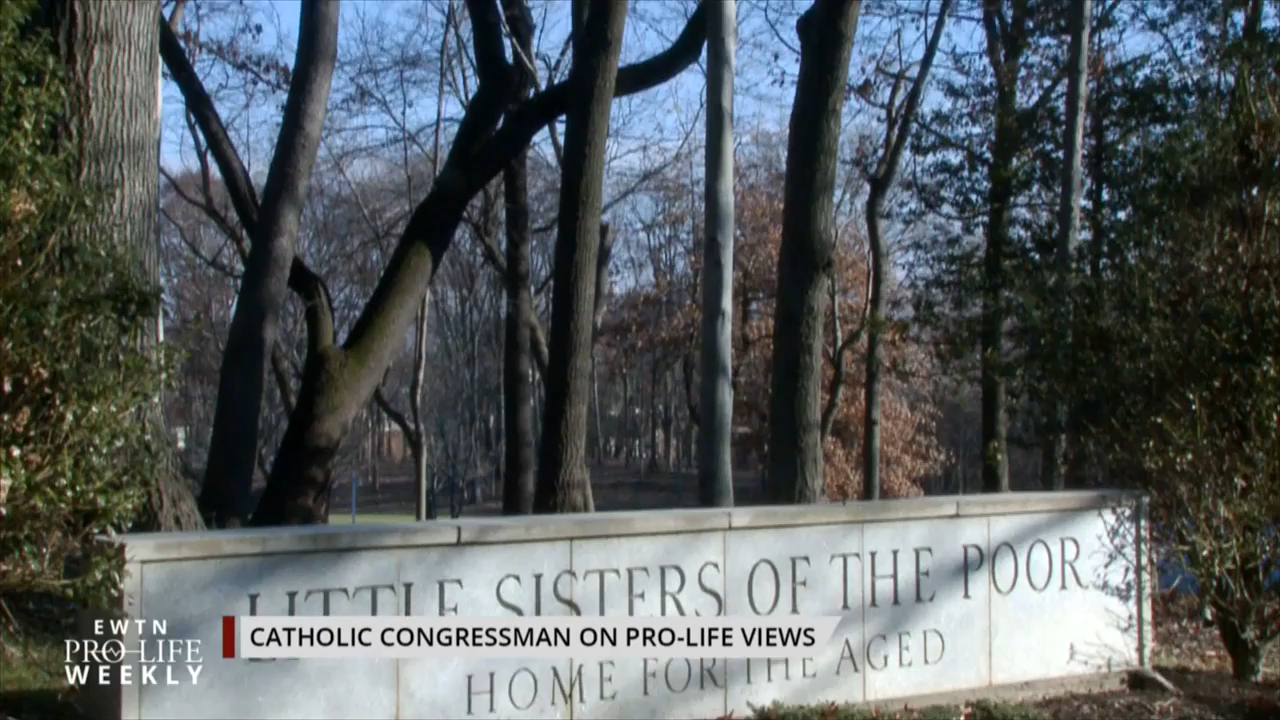 LITTLE SISTERS OF THE POOR
HOME FOR THE AGED
EWTN
PRO-LIFE
WEEKLY
CATHOLIC CONGRESSMAN ON PRO-LIFE VIEWS